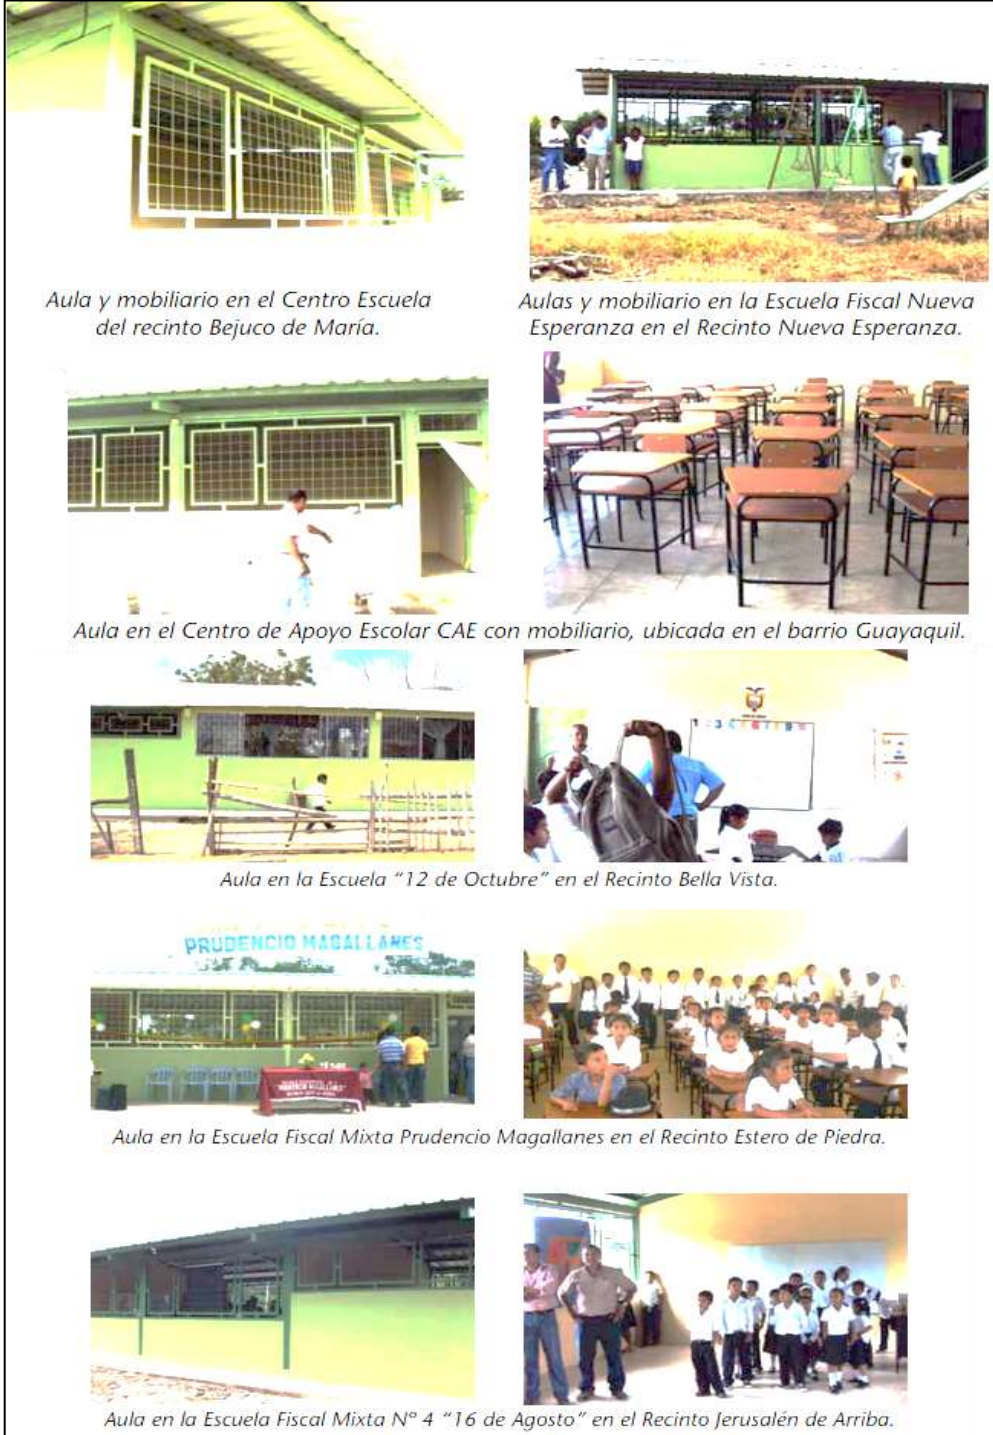 Aula y mobiliario en el Centro Escuela
del recinto Bejuco de María.
Aulas y mobiliario en la Escuela Fiscal Nueva
Esperanza en el Recinto Nueva Esperanza.
Aula en el Centro de Apoyo Escolar CAE con mobiliario, ubicada en el barrio Guayaquil.
Aula en la Escuela “12 de Octubre” en el Recinto Bella Vista.
PRUDENCIO MAGALLANES
Aula en la Escuela Fiscal Mixta Prudencio Magallanes en el Recinto Estero de Piedra.
Aula en la Escuela Fiscal Mixta Nº 4 “16 de Agosto” en el Recinto Jerusalén de Arriba.